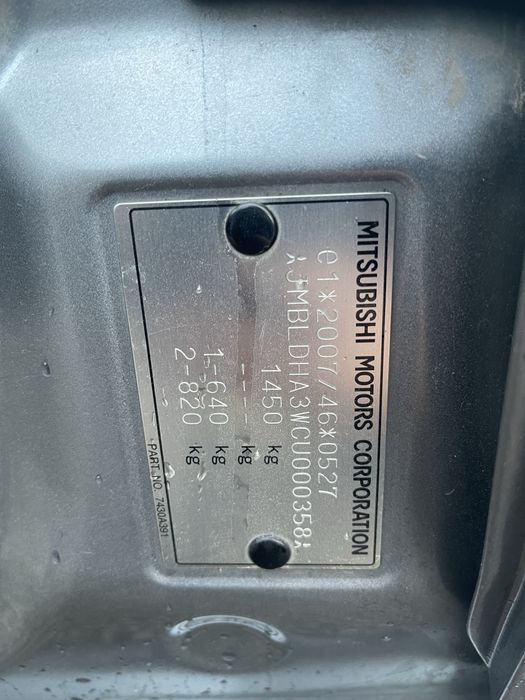 MITSUBISHI MOTORS CORPORATION
e1*2007/46*0527
*JMBLDHA3WCU000358*
1450 kg
--- kg
1-640 kg
2-820 kg
PART NO. 7430A391